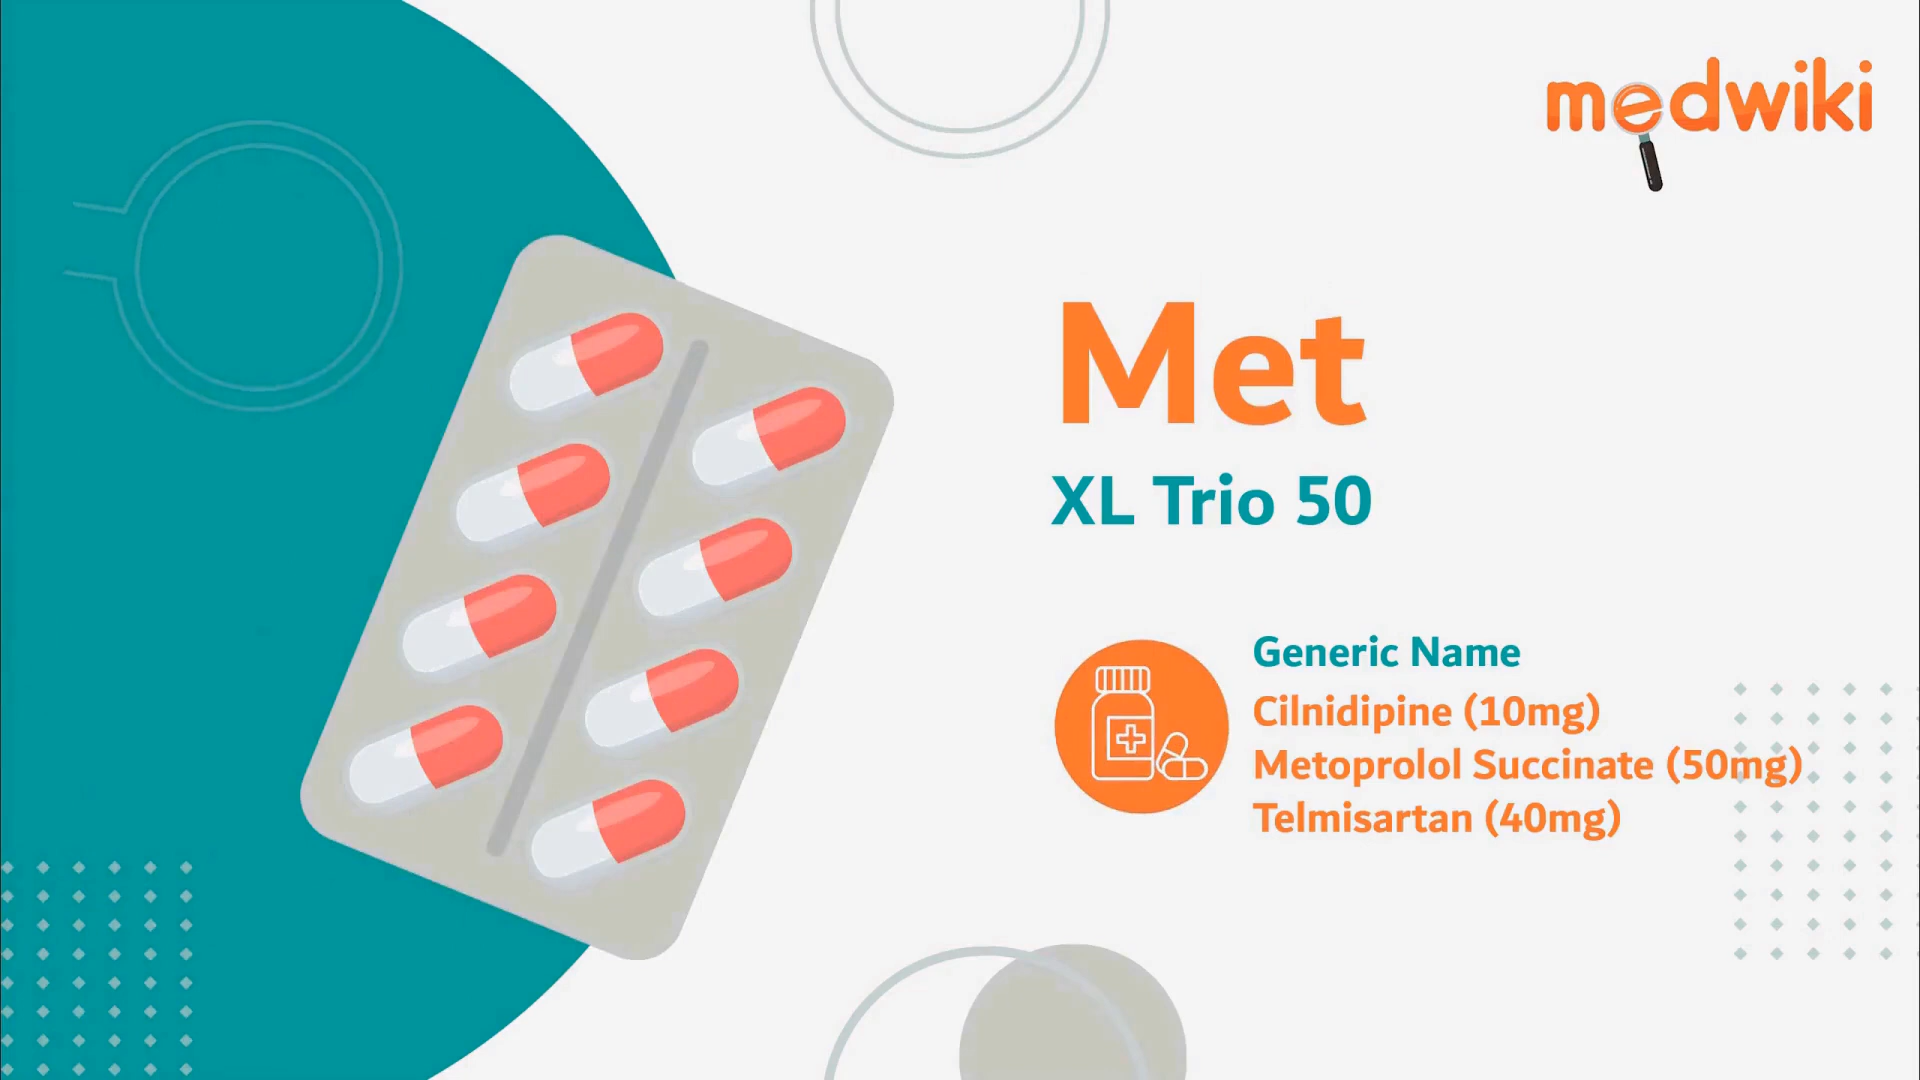 medwiki
Met
XL Trio 50
Generic Name
Cilnidipine (10mg)
Metoprolol Succinate (50mg)
Telmisartan (40mg)